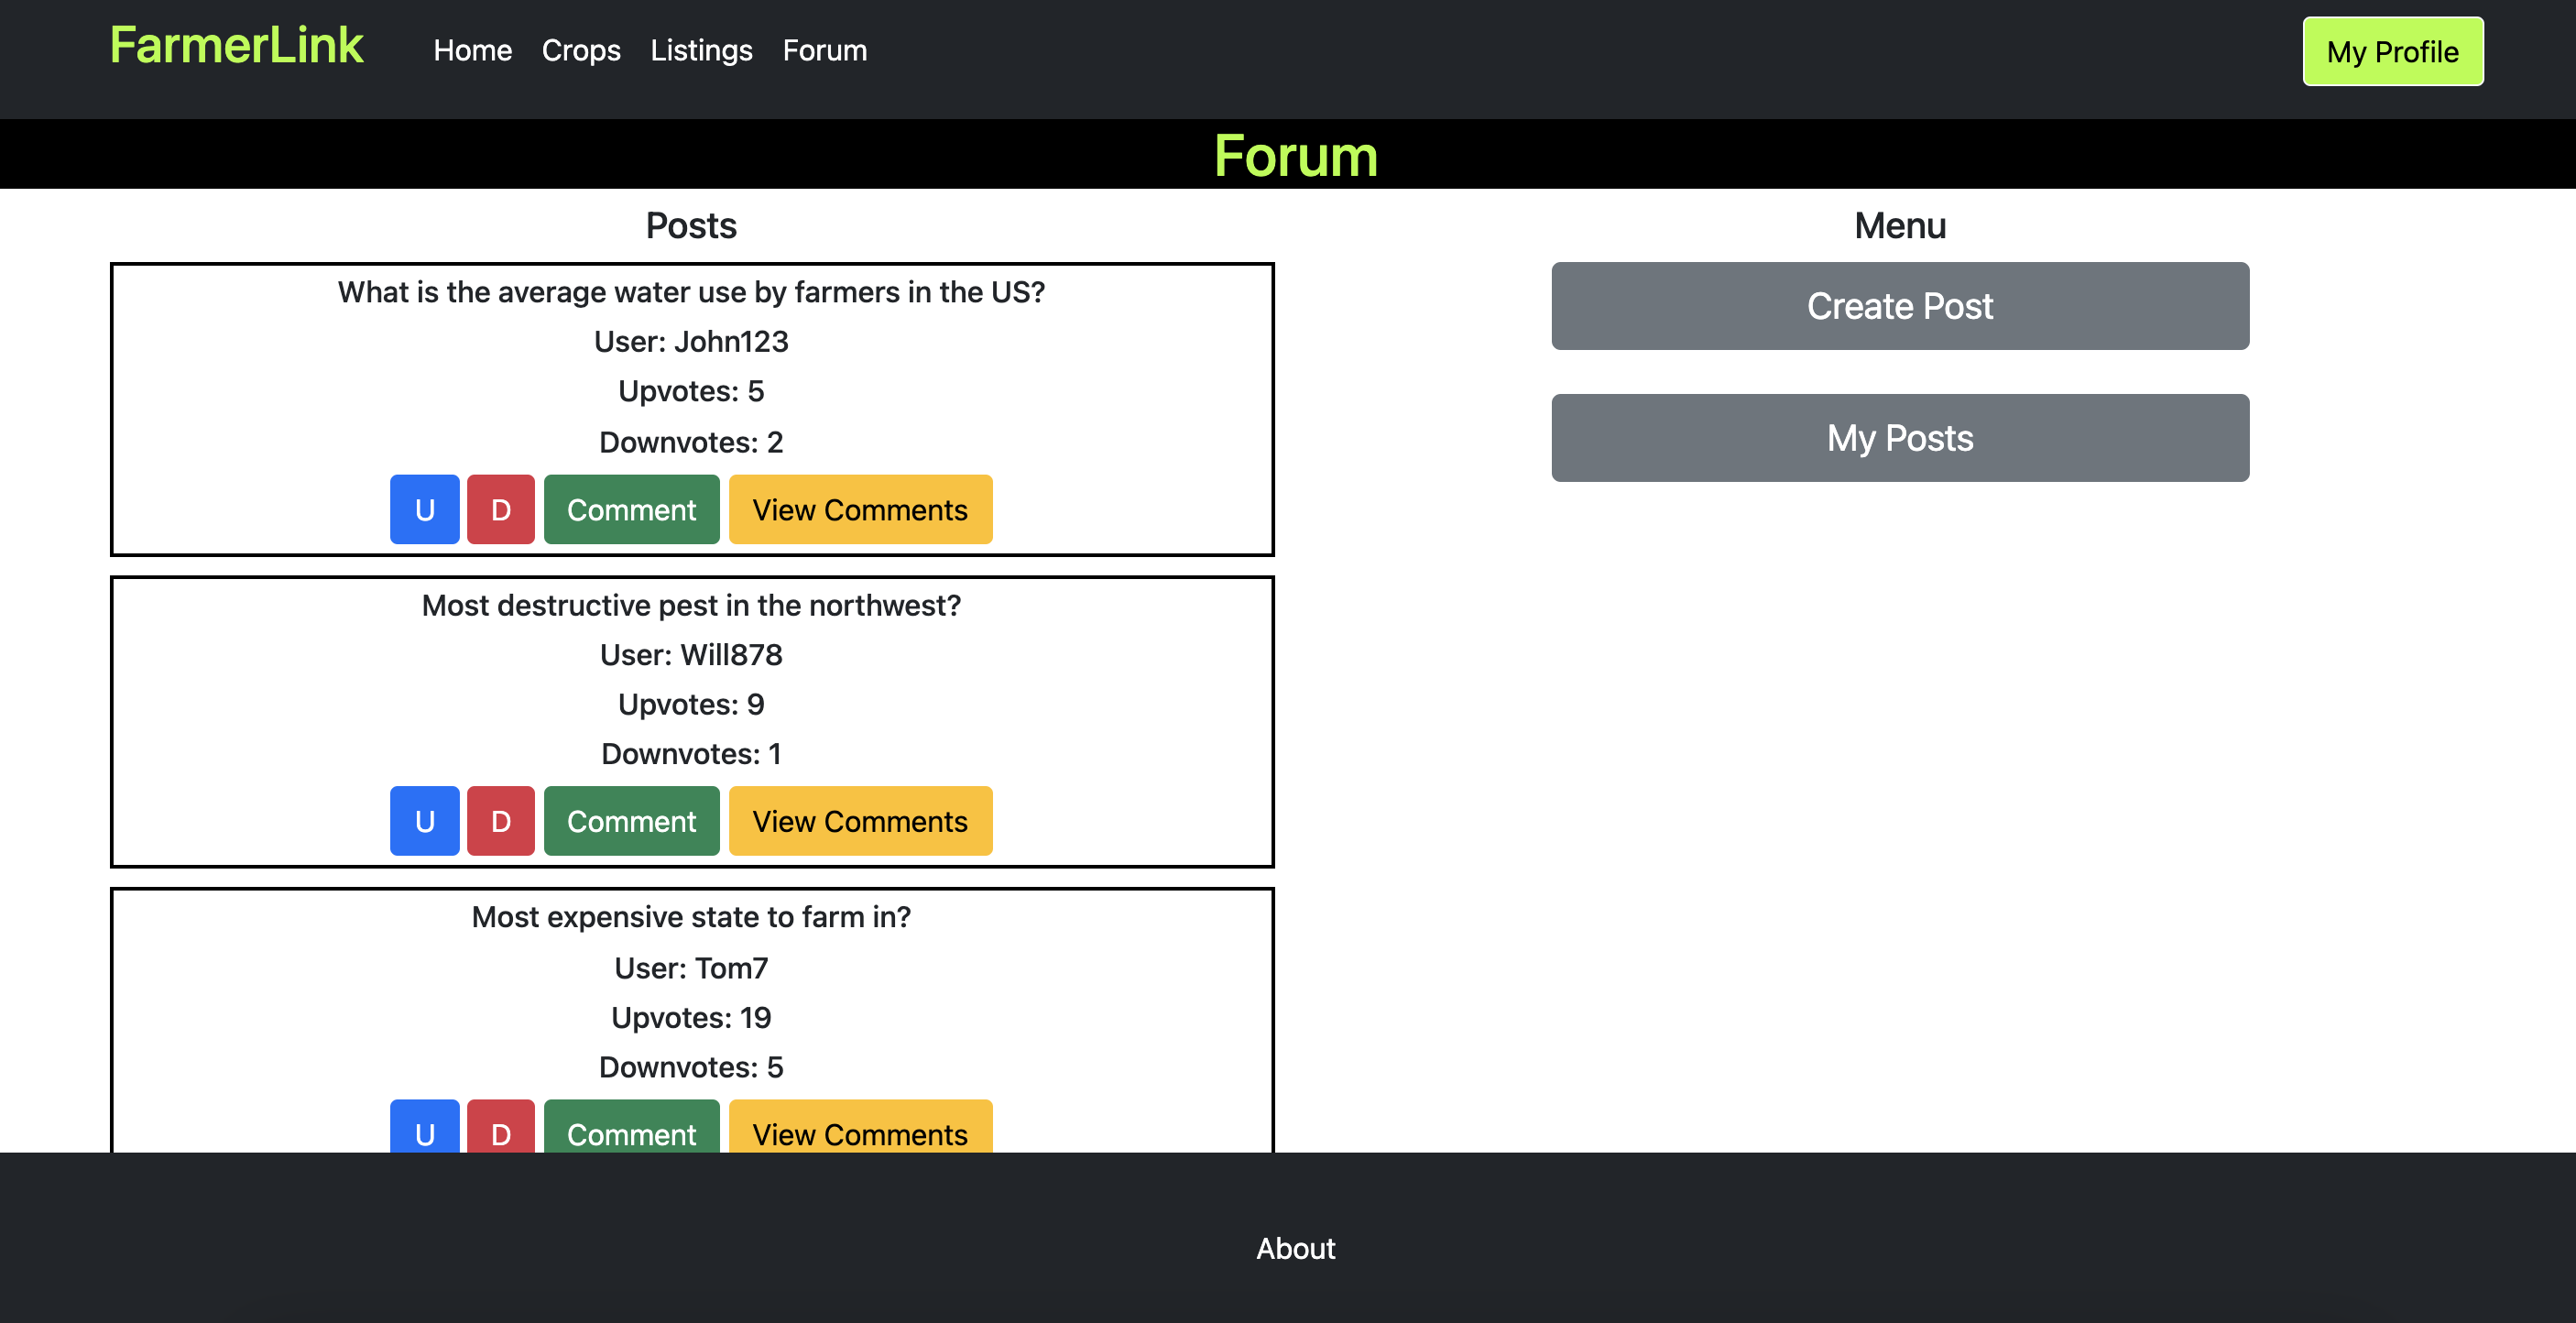 FarmerLink
Home Crops Listings Forum
My Profile
Forum
Posts
What is the average water use by farmers in the US?
User: John123
Upvotes: 5
Downvotes: 2
U D Comment View Comments
Most destructive pest in the northwest?
User: Will878
Upvotes: 9
Downvotes: 1
U D Comment View Comments
Most expensive state to farm in?
User: Tom7
Upvotes: 19
Downvotes: 5
U D Comment View Comments
Menu
Create Post
My Posts
About